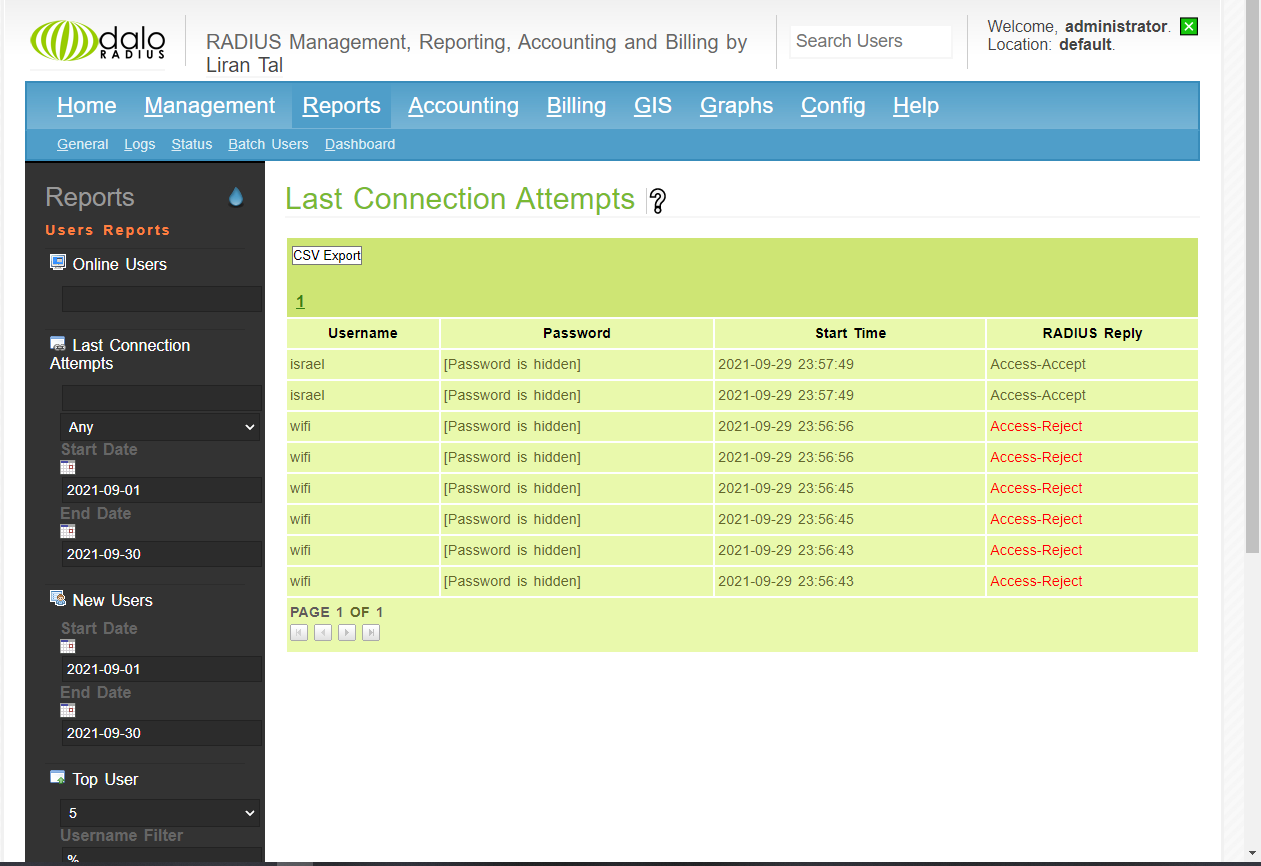 dalo
RADIUS
RADIUS Management, Reporting, Accounting and Billing by
Liran Tal
Search Users
Welcome, administrator.
Location: default.
Home Management Reports Accounting Billing GIS Graphs Config Help
General Logs Status Batch Users Dashboard
Reports
Users Reports
Online Users
Last Connection
Attempts
Any
Start Date
2021-09-01
End Date
2021-09-30
New Users
Start Date
2021-09-01
End Date
2021-09-30
Top User
5
Username Filter
%
Last Connection Attempts
CSV Export
1
Username Password Start Time RADIUS Reply
israel [Password is hidden] 2021-09-29 23:57:49 Access-Accept
israel [Password is hidden] 2021-09-29 23:57:49 Access-Accept
wifi [Password is hidden] 2021-09-29 23:56:56 Access-Reject
wifi [Password is hidden] 2021-09-29 23:56:56 Access-Reject
wifi [Password is hidden] 2021-09-29 23:56:45 Access-Reject
wifi [Password is hidden] 2021-09-29 23:56:45 Access-Reject
wifi [Password is hidden] 2021-09-29 23:56:43 Access-Reject
wifi [Password is hidden] 2021-09-29 23:56:43 Access-Reject
PAGE 1 OF 1